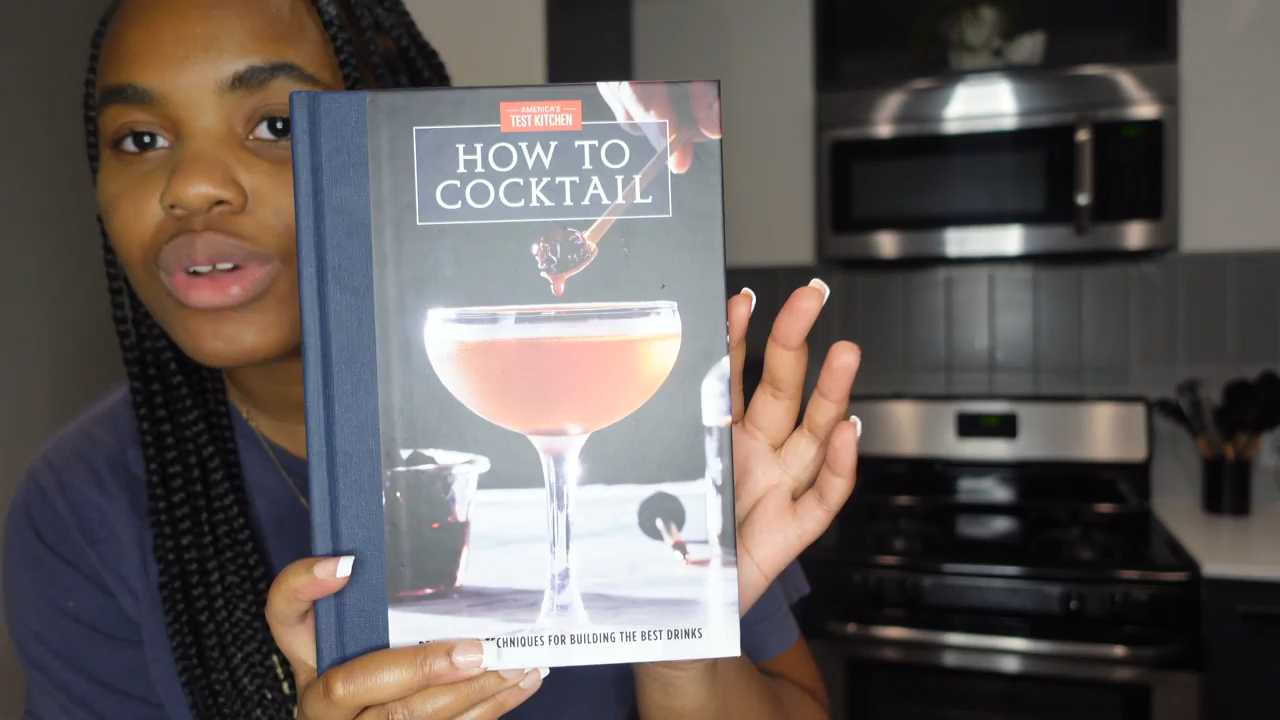 AMERICA'S
TEST KITCHEN
HOW TO
COCKTAIL
TECHNIQUES FOR BUILDING THE BEST DRINKS